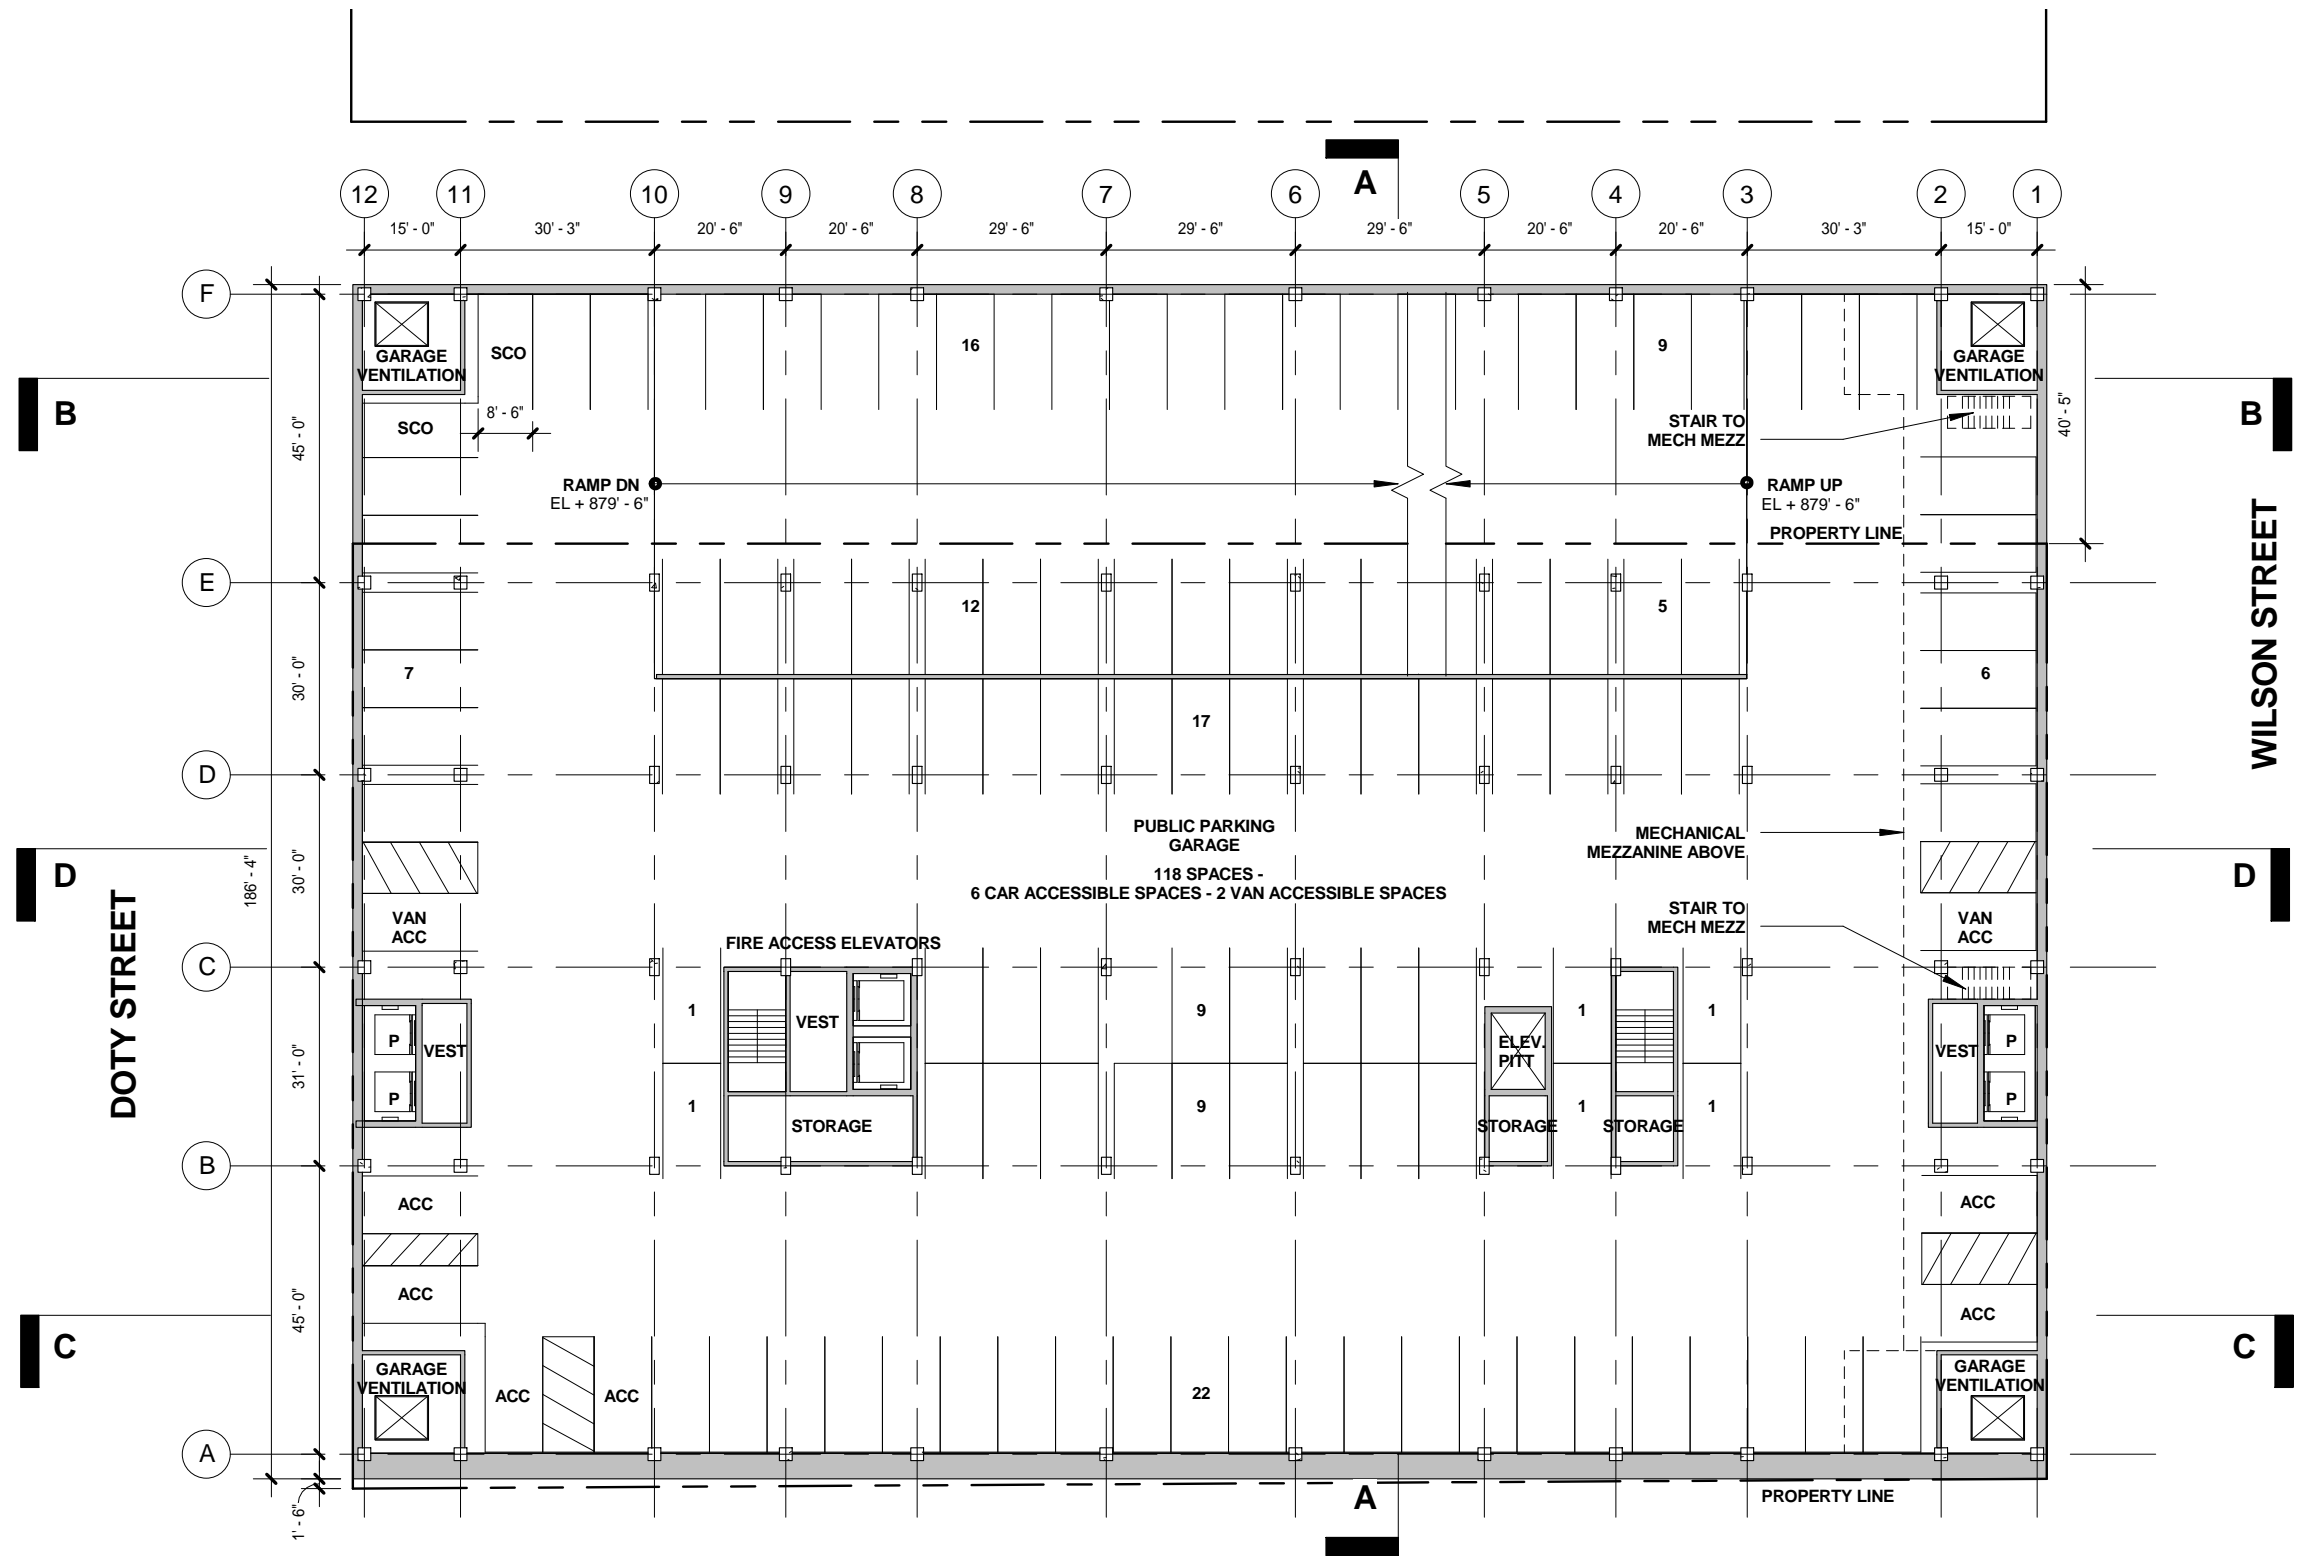 A
12
11
10
9
8
7
6
5
4
3
2
1
15' - 0"
30' - 3"
20' - 6"
20' - 6"
29' - 6"
29' - 6"
29' - 6"
20' - 6"
20' - 6"
30' - 3"
15' - 0"
F
GARAGE
VENTILATION
SCO
16
9
GARAGE
VENTILATION
B
SCO
8' - 6"
45' - 0"
STAIR TO
MECH MEZZ
40' - 5"
B
RAMP DN
EL + 879' - 6"
RAMP UP
EL + 879' - 6"
PROPERTY LINE
WILSON STREET
E
12
5
30' - 0"
7
6
17
D
PUBLIC PARKING
GARAGE
118 SPACES -
6 CAR ACCESSIBLE SPACES - 2 VAN ACCESSIBLE SPACES
MECHANICAL
MEZZANINE ABOVE
D
186' - 4"
30' - 0"
D
DOTY STREET
VAN
ACC
STAIR TO
MECH MEZZ
VAN
ACC
FIRE ACCESS ELEVATORS
C
1
VEST
9
1
1
31' - 0"
P
VEST
ELEV.
PITT
VEST
P
P
1
9
1
1
P
STORAGE
STORAGE
STORAGE
B
ACC
ACC
45' - 0"
ACC
ACC
C
C
GARAGE
VENTILATION
ACC
ACC
22
GARAGE
VENTILATION
A
1' - 6"
A
PROPERTY LINE